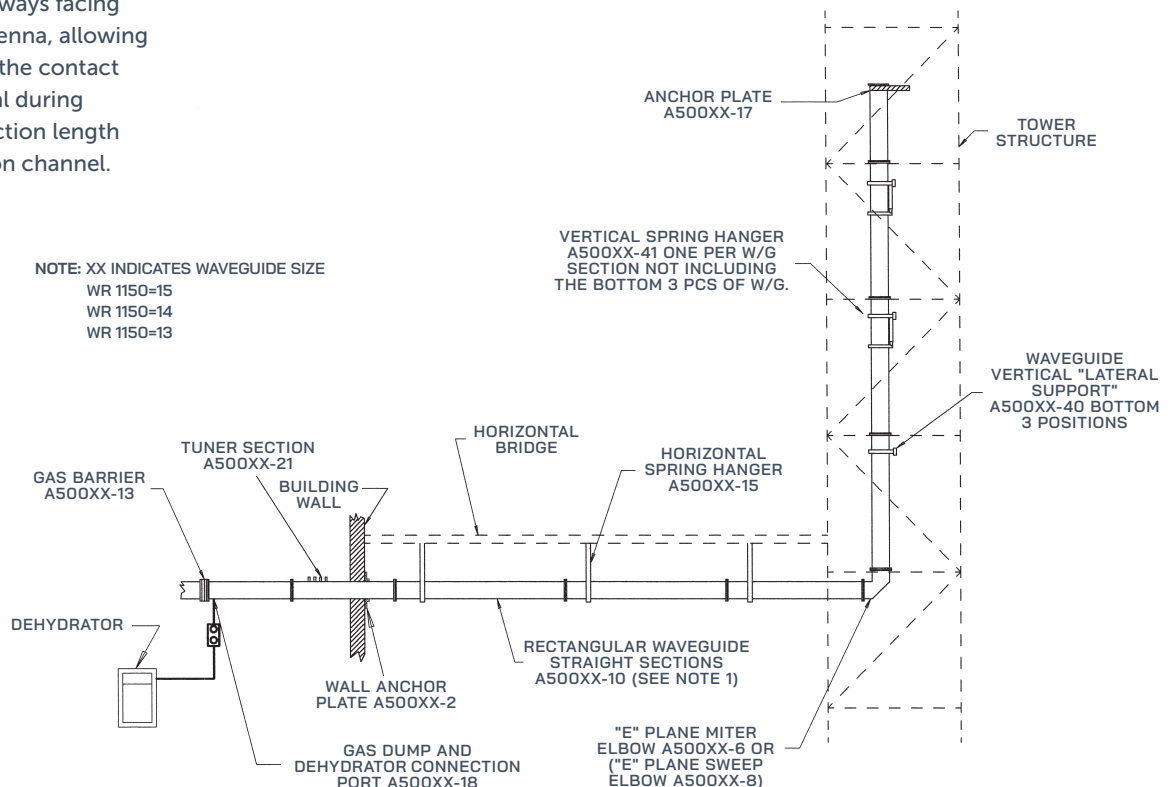 ways facing
enna, allowing
the contact
al during
ction length
on channel.
NOTE: XX INDICATES WAVEGUIDE SIZE
WR 1150=15
WR 1150=14
WR 1150=13
ANCHOR PLATE
A500XX-17
TOWER
STRUCTURE
VERTICAL SPRING HANGER
A500XX-41 ONE PER W/G
SECTION NOT INCLUDING
THE BOTTOM 3 PCS OF W/G.
WAVEGUIDE
VERTICAL "LATERAL
SUPPORT"
A500XX-40 BOTTOM
3 POSITIONS
HORIZONTAL
BRIDGE
HORIZONTAL
SPRING HANGER
A500XX-15
TUNER SECTION
A500XX-21
GAS BARRIER
A500XX-13
BUILDING
WALL
DEHYDRATOR
WALL ANCHOR
PLATE A500XX-2
RECTANGULAR WAVEGUIDE
STRAIGHT SECTIONS
A500XX-10 (SEE NOTE 1)
GAS DUMP AND
DEHYDRATOR CONNECTION
PORT A500XX-18
"E" PLANE MITER
ELBOW A500XX-6 OR
("E" PLANE SWEEP
ELBOW A500XX-8)